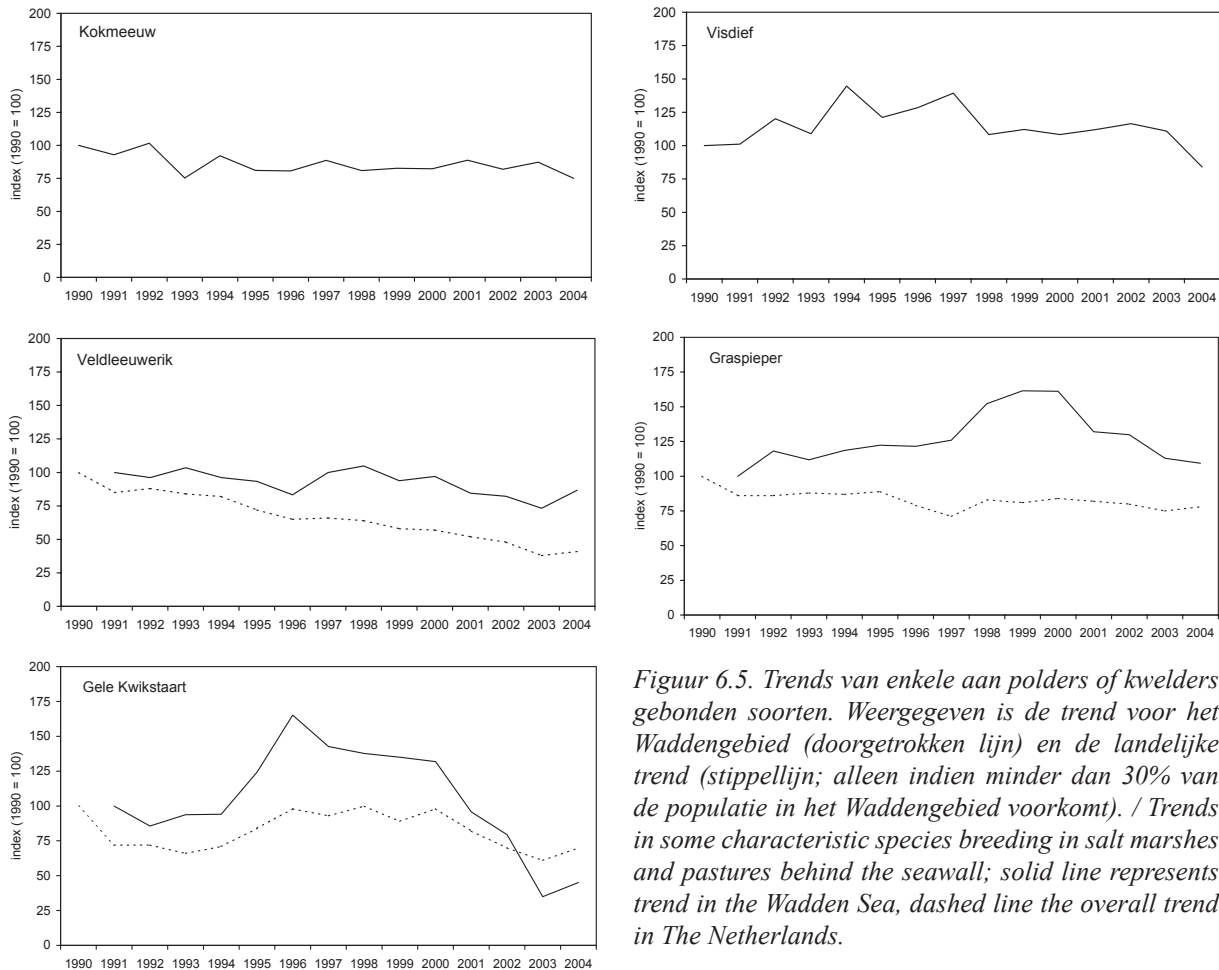 Kokmeeuw
index (1990 = 100)
200
175
150
125
100
75
50
25
0
1990 1991 1992 1993 1994 1995 1996 1997 1998 1999 2000 2001 2002 2003 2004
Visdief
index (1990 = 100)
200
175
150
125
100
75
50
25
0
1990 1991 1992 1993 1994 1995 1996 1997 1998 1999 2000 2001 2002 2003 2004
Veldleeuwerik
index (1990 = 100)
200
175
150
125
100
75
50
25
0
1990 1991 1992 1993 1994 1995 1996 1997 1998 1999 2000 2001 2002 2003 2004
Graspieper
index (1990 = 100)
200
175
150
125
100
75
50
25
0
1990 1991 1992 1993 1994 1995 1996 1997 1998 1999 2000 2001 2002 2003 2004
Gele Kwikstaart
index (1990 = 100)
200
175
150
125
100
75
50
25
0
1990 1991 1992 1993 1994 1995 1996 1997 1998 1999 2000 2001 2002 2003 2004
Figuur 6.5. Trends van enkele aan polders of kwelders
gebonden soorten. Weergegeven is de trend voor het
Waddengebied (doorgetrokken lijn) en de landelijke
trend (stippellijn; alleen indien minder dan 30% van
de populatie in het Waddengebied voorkomt). / Trends
in some characteristic species breeding in salt marshes
and pastures behind the seawall; solid line represents
trend in the Wadden Sea, dashed line the overall trend
in The Netherlands.